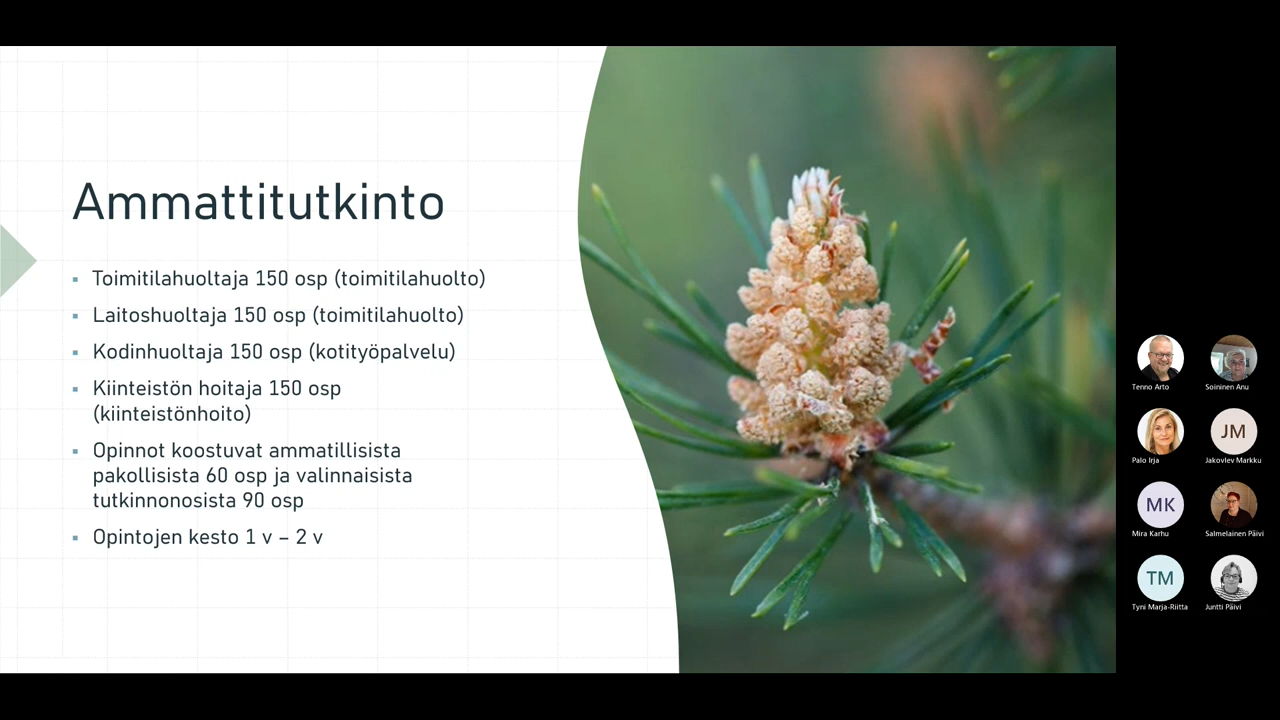 Ammattitutkinto
Toimitilahuoltaja 150 osp (toimitilahuolto)
Laitoshuoltaja 150 osp (toimitilahuolto)
Kodinhuoltaja 150 osp (kotityöpalvelu)
Kiinteistön hoitaja 150 osp
(kiinteistönhoito)
Opinnot koostuvat ammatillisista
pakollisista 60 osp ja valinnaisista
tutkinnonosista 90 osp
Opintojen kesto 1 v – 2 v
Tenno Arto
Soininen Anu
Palo Irja
JM
Jakovlev Markku
MK
Mira Karhu
Salmelainen Päivi
TM
Tyni Marja-Riitta
Juntti Päivi